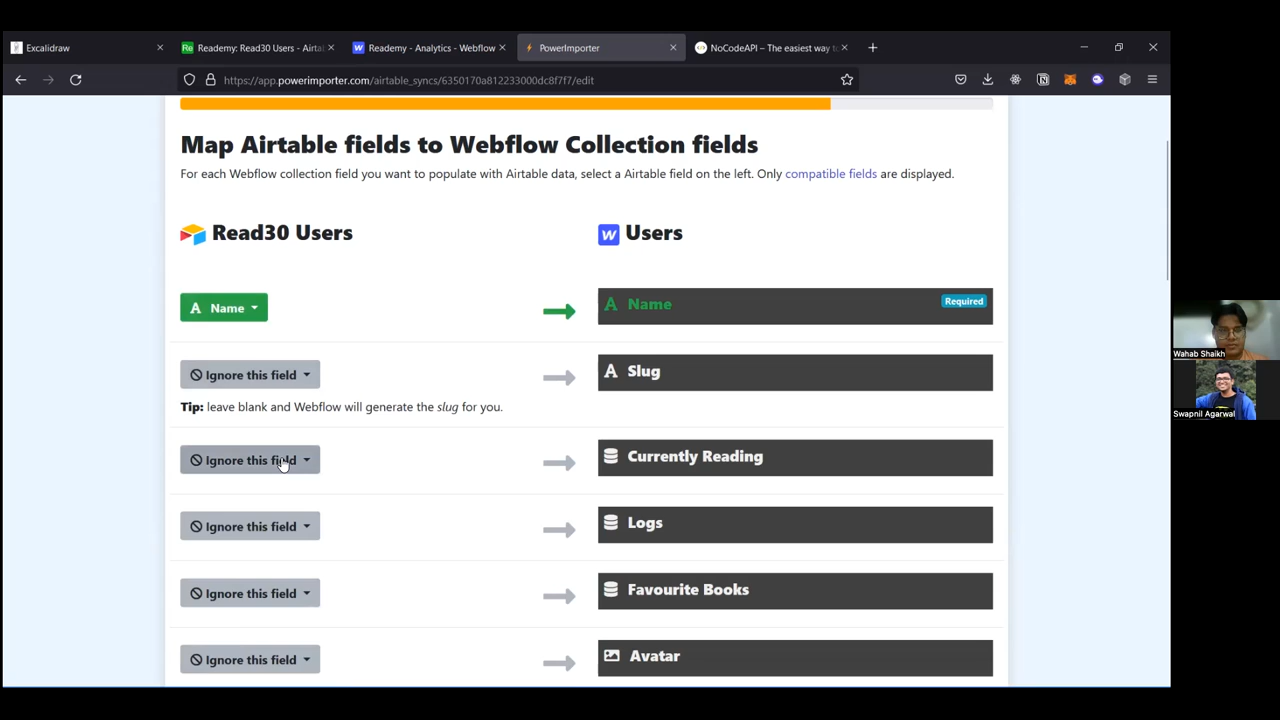 Excalidraw
Re Reademy: Read30 Users - Airtal
Reademy - Analytics - Webflow
PowerImporter
NoCodeAPI – The easiest way to
https://app.powerimporter.com/airtable_syncs/6350170a812233000dc8f7f7/edit
Map Airtable fields to Webflow Collection fields
For each Webflow collection field you want to populate with Airtable data, select a Airtable field on the left. Only compatible fields are displayed.
Read30 Users
Users
Name
Name
Required
Ignore this field
Slug
Tip: leave blank and Webflow will generate the slug for you.
Ignore this field
Currently Reading
Ignore this field
Logs
Ignore this field
Favourite Books
Ignore this field
Avatar
Wahab Shaikh
Swapnil Agarwal